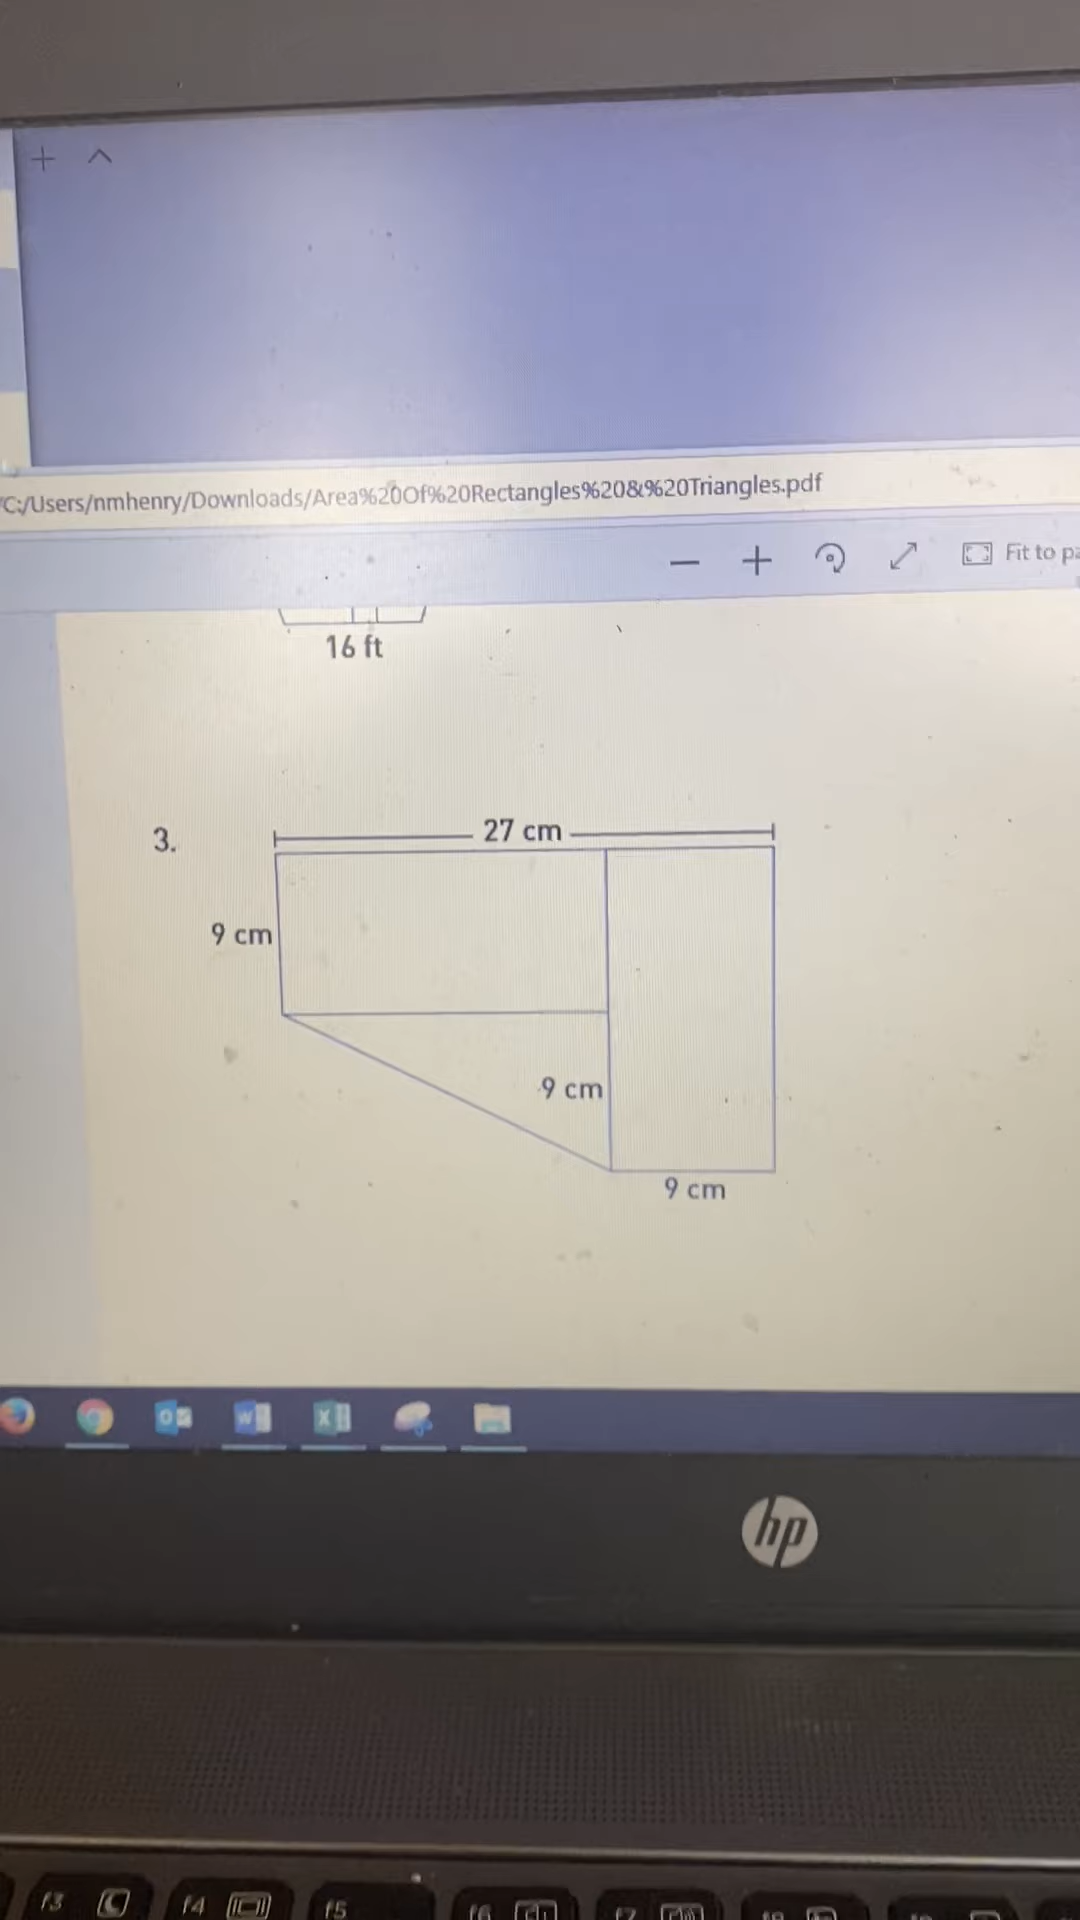 C:/Users/nmhenry/Downloads/Area%20Of%20Rectangles%20&%20Triangles.pdf
Fit to pa
16 ft
3.
27 cm
9 cm
9 cm
9 cm
hp
f3
f4
f5
f6
f7